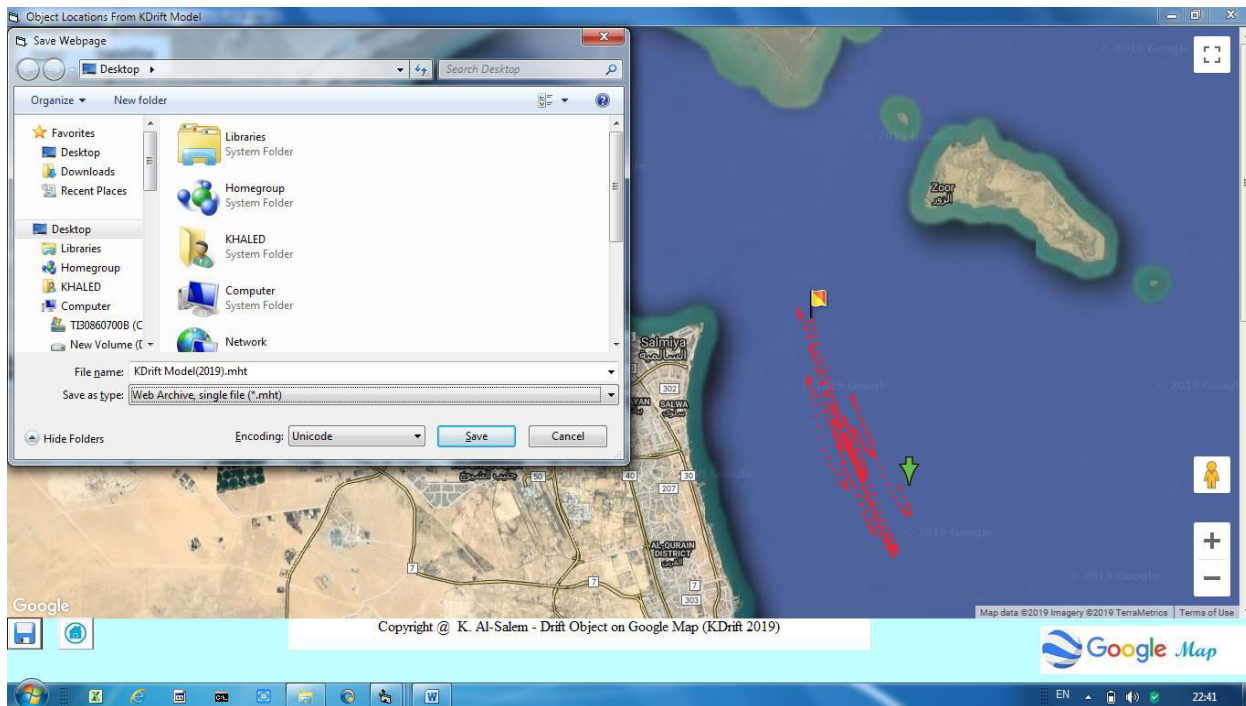 Object Locations From KDrift Model
Save Webpage
Desktop
Search Desktop
Organize
New folder
Favorites
Desktop
Downloads
Recent Places
Desktop
Libraries
Homegroup
KHALED
Computer
TI30860700B (C
New Volume (E
Libraries
System Folder
Homegroup
System Folder
KHALED
System Folder
Computer
System Folder
Network
File name: KDrift Model(2019).mht
Save as type: Web Archive, single file (*.mht)
Hide Folders
Encoding: Unicode
Save
Cancel
Zoor
الزور
Salmiya
السالمية
302
SALWA
سلوى
50
40
30
207
AL-QURAIN
DISTRICT
القرين
7
7
7
303
© 2019 Google
© 2019 Google
Google
Map data ©2019 Imagery ©2019 TerraMetrics
Terms of Use
Copyright @ K. Al-Salem - Drift Object on Google Map (KDrift 2019)
Google Map
W
EN
22:41